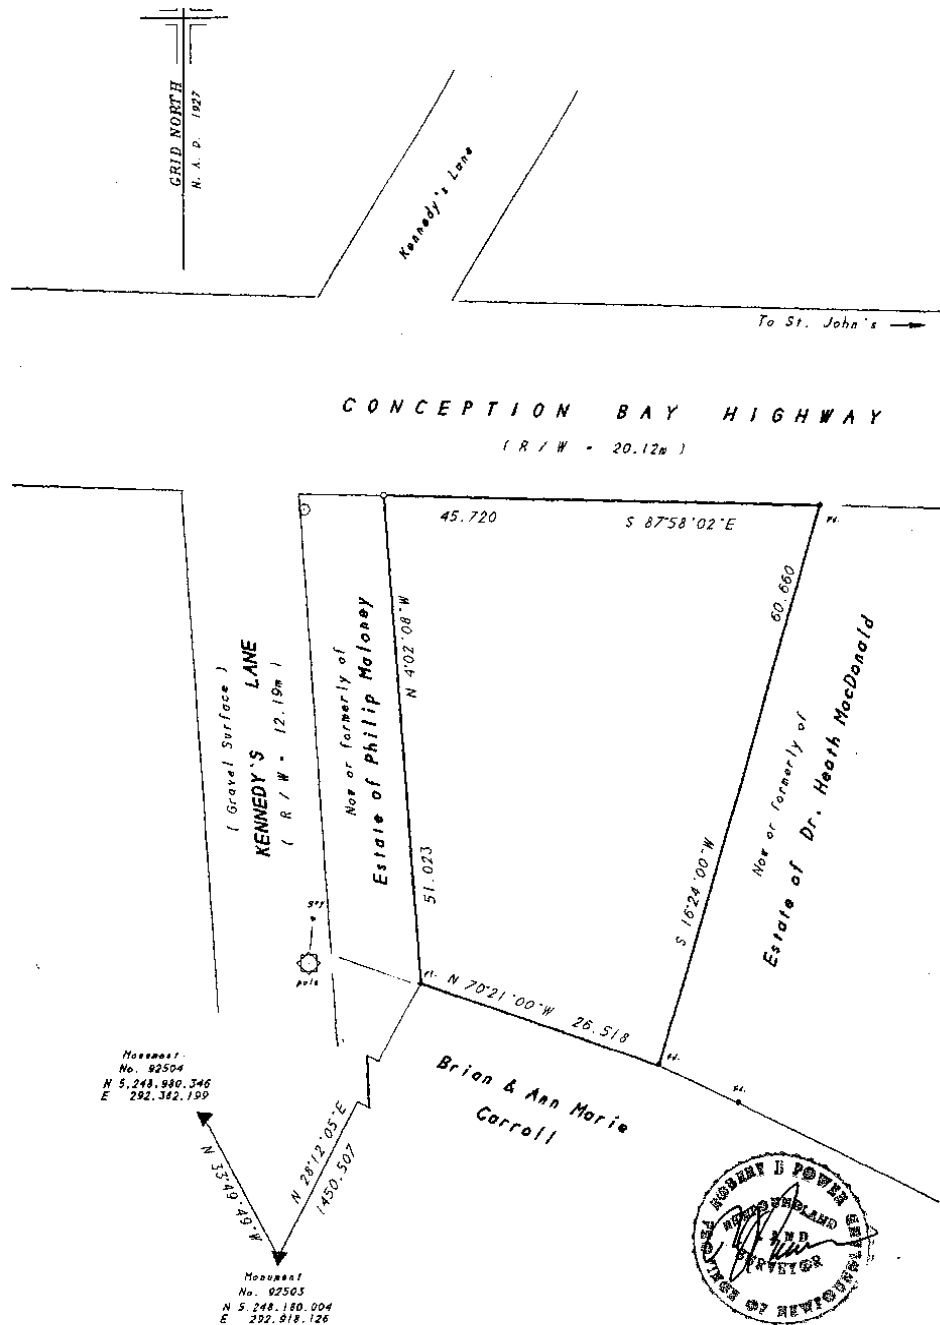 GRID NORTH
N. A. D. 1927
Kennedy's Lane
To St. John's
CONCEPTION BAY HIGHWAY
( R / W - 20.12m )
45.720
S 87°58'02"E
Pd.
60.660
S 16°24'00"W
N 4°02'08"W
51.023
( Gravel Surface )
KENNEDY'S LANE
( R / W - 12.19m )
Now or formerly of
Estate of Philip Maloney
Now or formerly of
Estate of Dr. Heath MacDonald
guy
pole
N 70°21'00"W 26.518
Brian & Ann Marie
Carroll
Monument
No. 92504
N 5,248,980.346
E 292,382.199
N 33°49'49"W
N 28°12'05"E
1450.507
Monument
No. 92503
N 5,248,180.004
E 292,918.126
ROBERT D POWER
NEWFOUNDLAND
LAND
SURVEYOR